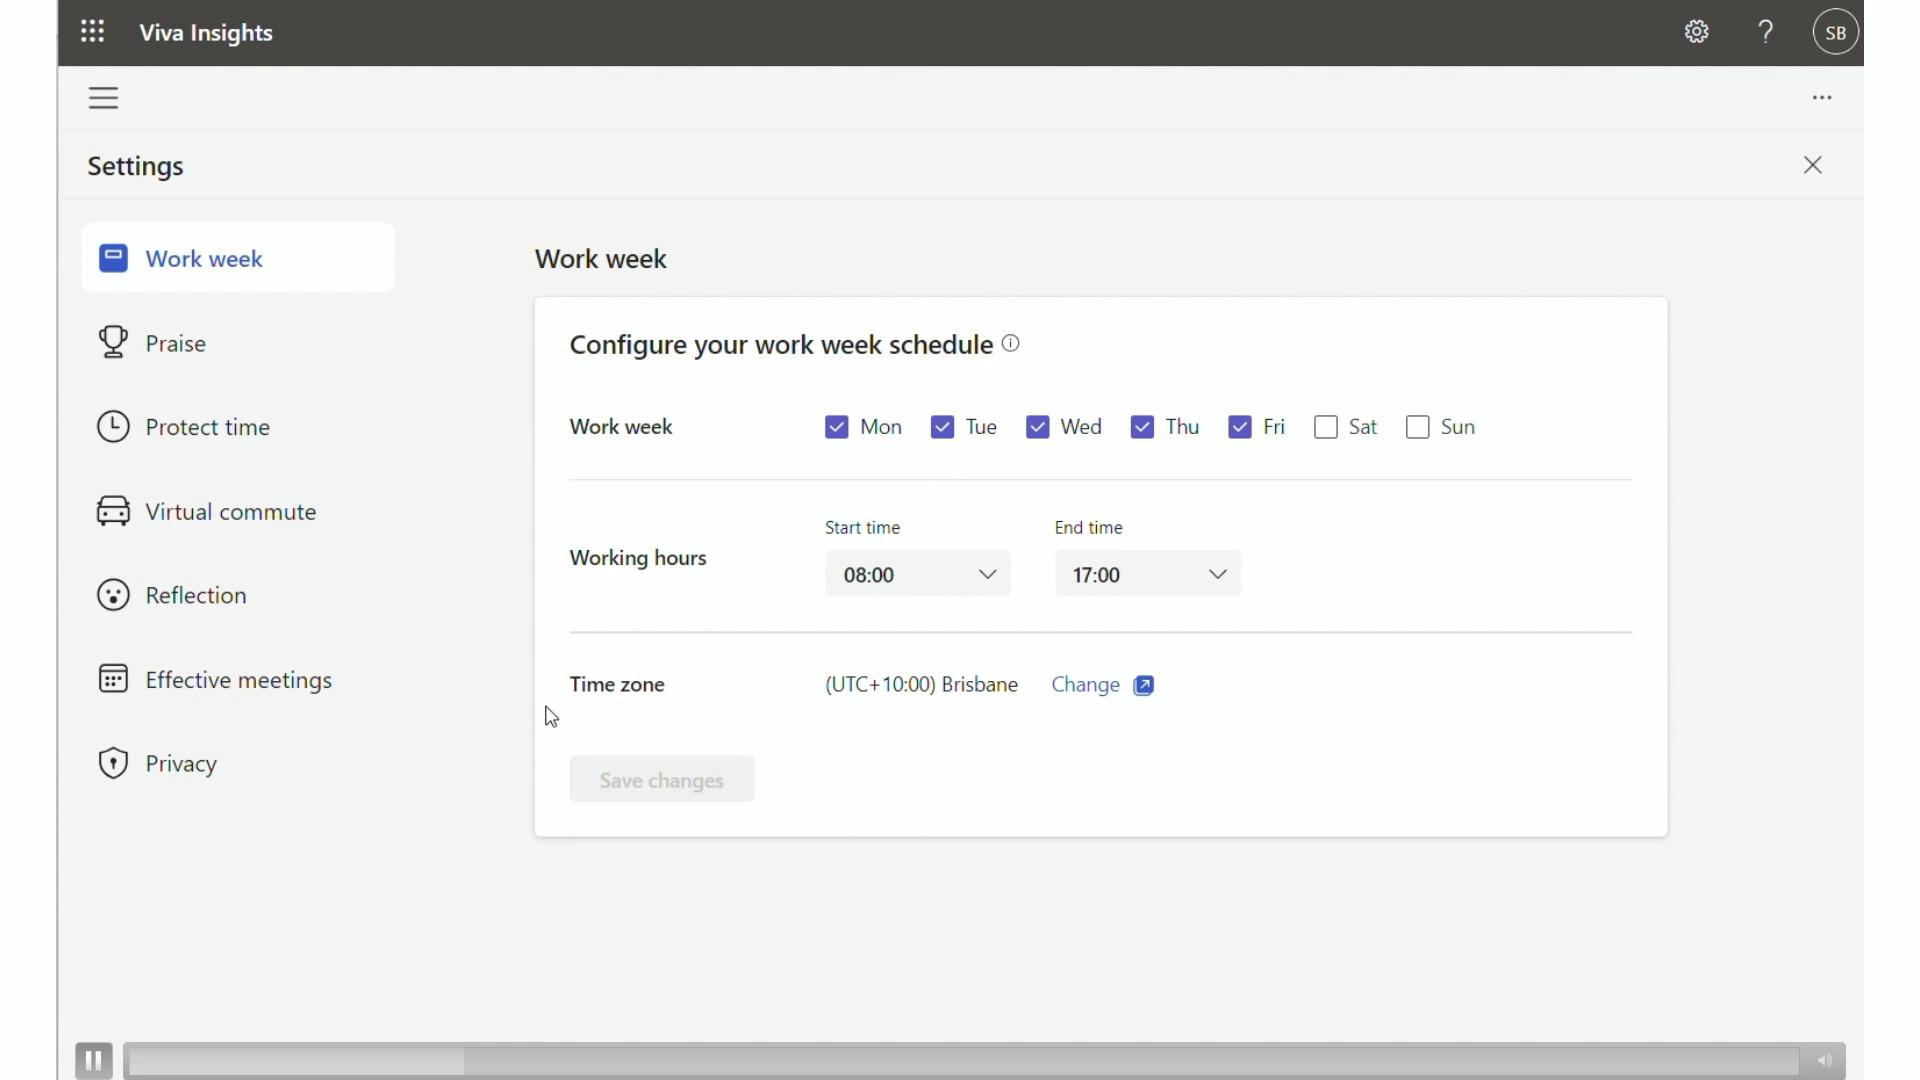 Viva Insights
?
SB
Settings
Work week
Praise
Protect time
Virtual commute
Reflection
Effective meetings
Privacy
Work week
Configure your work week schedule
Work week
Mon Tue Wed Thu Fri Sat Sun
Start time End time
Working hours
08:00 17:00
Time zone (UTC+10:00) Brisbane Change
Save changes